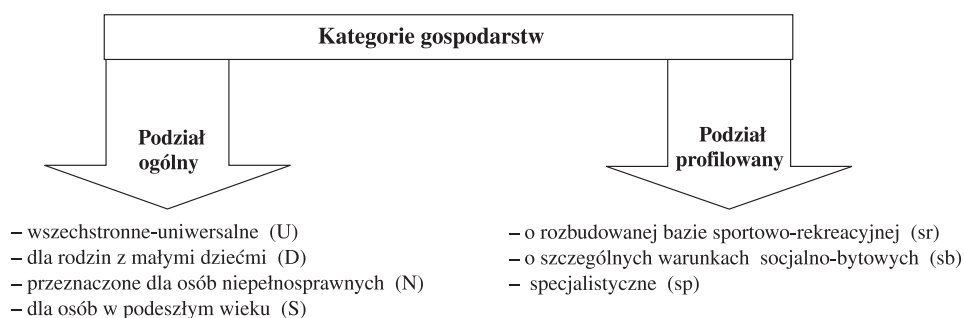 Kategorie gospodarstw
Podział
ogólny
Podział
profilowany
– wszechstronne-uniwersalne (U)
– dla rodzin z małymi dziećmi (D)
– przeznaczone dla osób niepełnosprawnych (N)
– dla osób w podeszłym wieku (S)
– o rozbudowanej bazie sportowo-rekreacyjnej (sr)
– o szczególnych warunkach socjalno-bytowych (sb)
– specjalistyczne (sp)